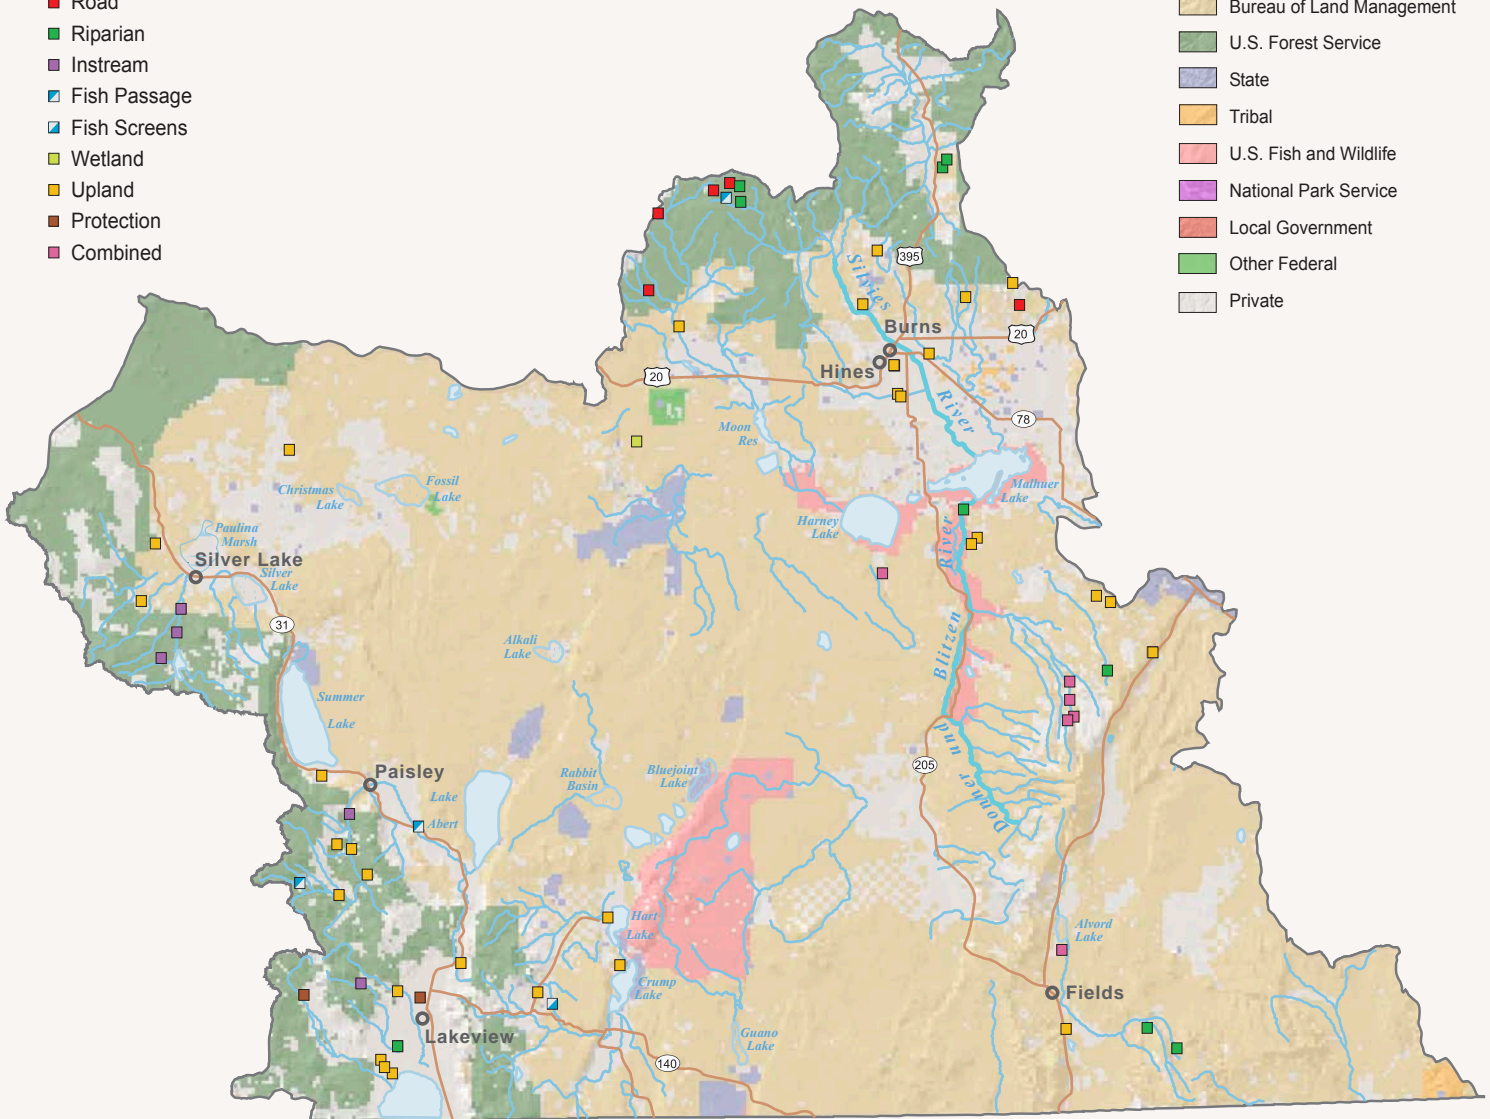 Road
Riparian
Instream
Fish Passage
Fish Screens
Wetland
Upland
Protection
Combined
Bureau of Land Management
U.S. Forest Service
State
Tribal
U.S. Fish and Wildlife
National Park Service
Local Government
Other Federal
Private
395
Silvies
River
Burns
Hines
20
20
78
Moon
Res
Malhuer
Lake
Harney
Lake
Christmas
Lake
Fossil
Lake
Paulina
Marsh
Silver Lake
Silver
Lake
31
Alkali
Lake
Summer
Lake
River
Blitzen
und
Donner
205
Paisley
Lake
Abert
Rabbit
Basin
Bluejoint
Lake
Hart
Lake
Crump
Lake
Guano
Lake
Alvord
Lake
Fields
Lakeview
140